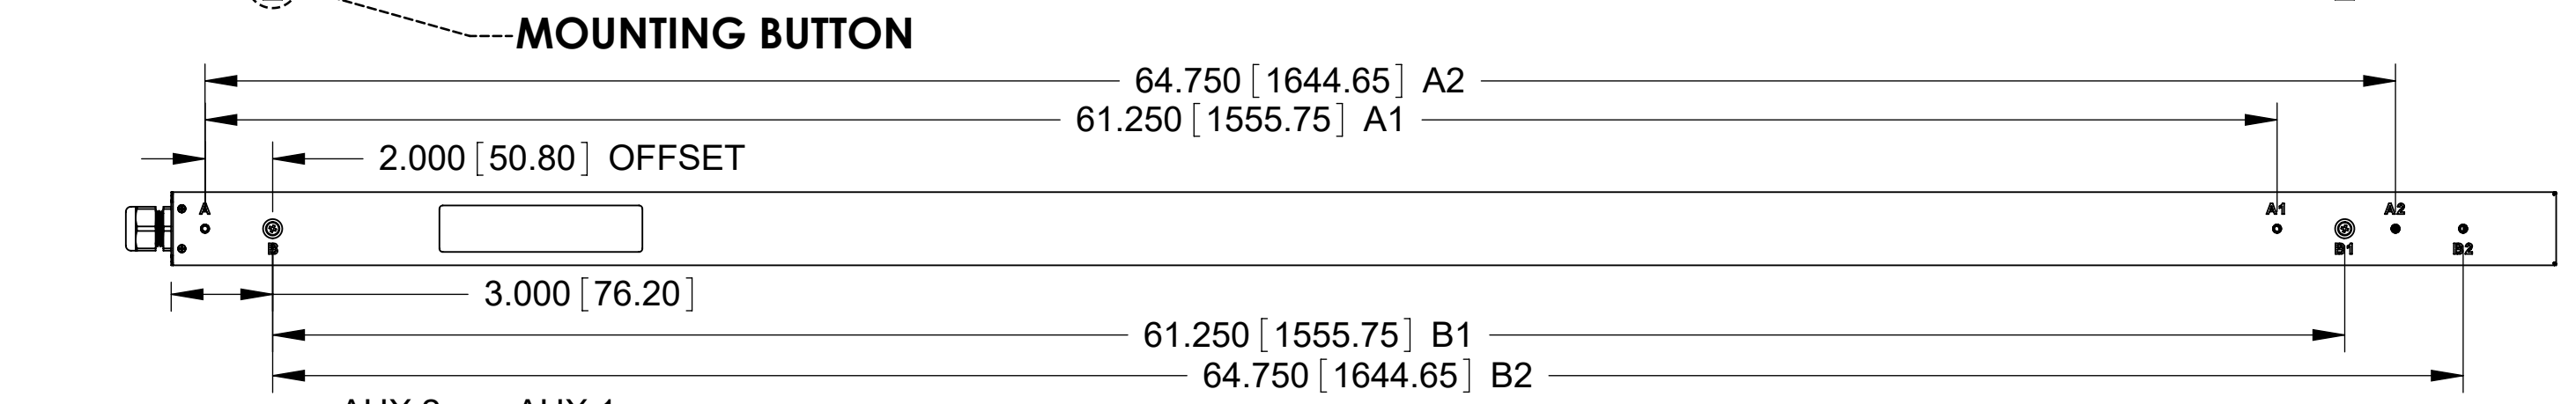 MOUNTING BUTTON
64.750 [1644.65] A2
61.250 [1555.75] A1
2.000 [50.80] OFFSET
A
A1
A2
B
B1
B2
3.000 [76.20]
61.250 [1555.75] B1
64.750 [1644.65] B2